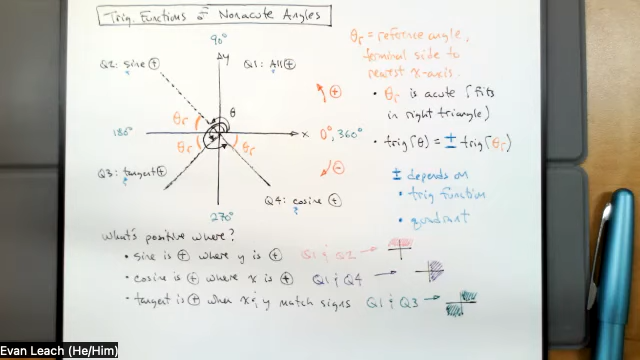 Trig. Functions c̄ Nonacute Angles
90°
y
Q2: sine ⊕
Q1: All ⊕
θ
θr
180°
x
0°, 360°
θr
θr
Q3: tangent ⊕
Q4: cosine ⊕
270°
⊕
⊖
θr = reference angle,
terminal side to
nearest x-axis.
• θr is acute (fits
in right triangle)
• trig(θ) = ± trig(θr)
± depends on
• trig function
• quadrant
What's positive where?
• sine is ⊕ where y is ⊕ Q1 & Q2 →
• cosine is ⊕ where x is ⊕ Q1 & Q4 →
• tangent is ⊕ when x & y match signs Q1 & Q3 →
Evan Leach (He/Him)